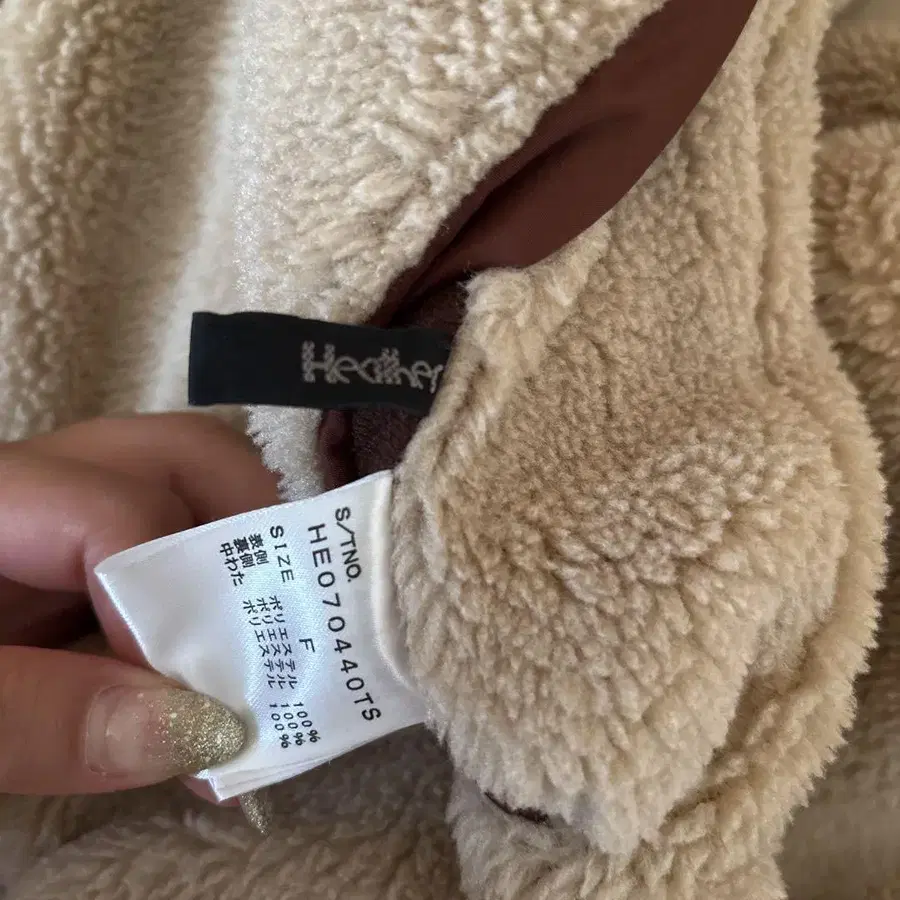 S/TNO.
HE070440TS
SIZE F
表側 ポリエステル 100%
裏側 ポリエステル 100%
中わた ポリエステル 100%